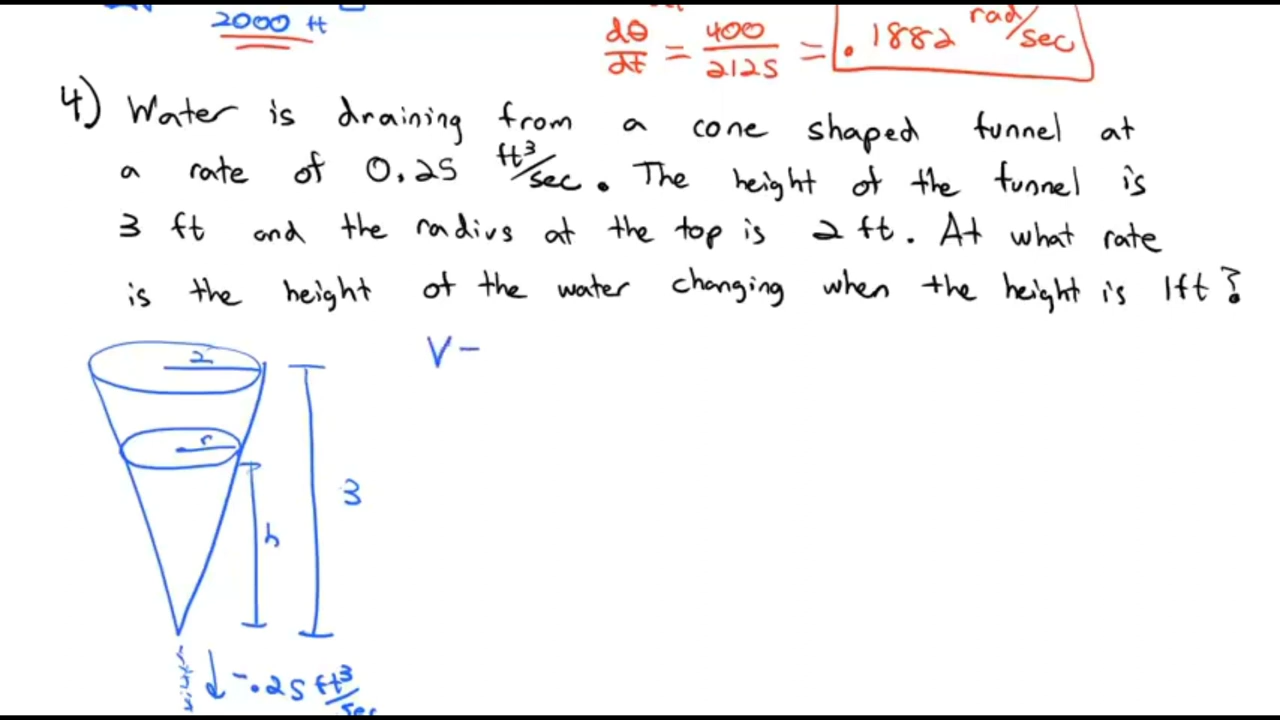 2000 ft
dθ/dt = 400/2125 = .1882 rad/sec
4) Water is draining from a cone shaped funnel at
a rate of 0.25 ft³/sec. The height of the funnel is
3 ft and the radius at the top is 2 ft. At what rate
is the height of the water changing when the height is 1ft?
2
V =
r
3
h
-.25 ft³/sec